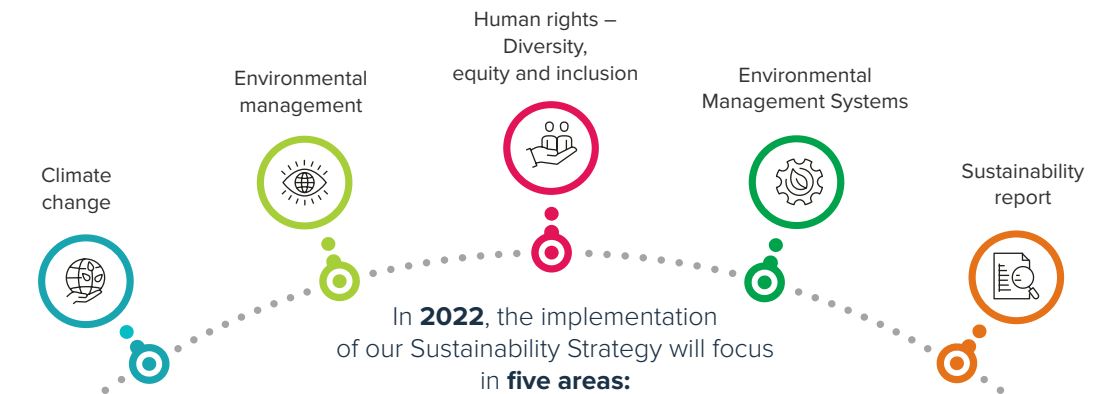 Human rights –
Diversity,
equity and inclusion
Environmental
management
Environmental
Management Systems
Climate
change
Sustainability
report
In 2022, the implementation
of our Sustainability Strategy will focus
in five areas: